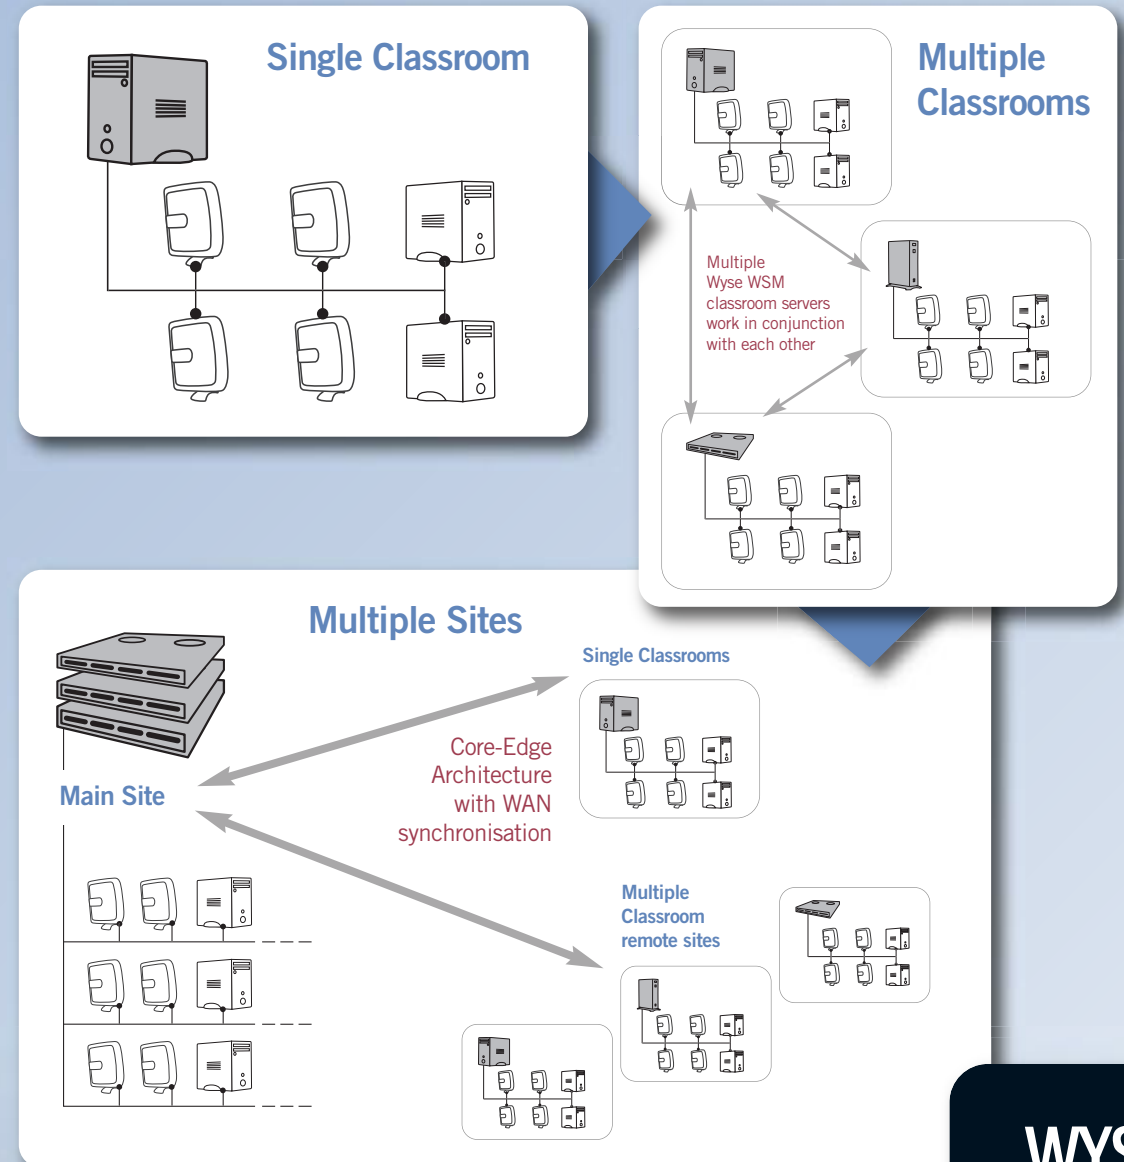 Single Classroom
Multiple
Classrooms
Multiple
Wyse WSM
classroom servers
work in conjunction
with each other
Multiple Sites
Single Classrooms
Core-Edge
Architecture
with WAN
synchronisation
Main Site
Multiple
Classroom
remote sites